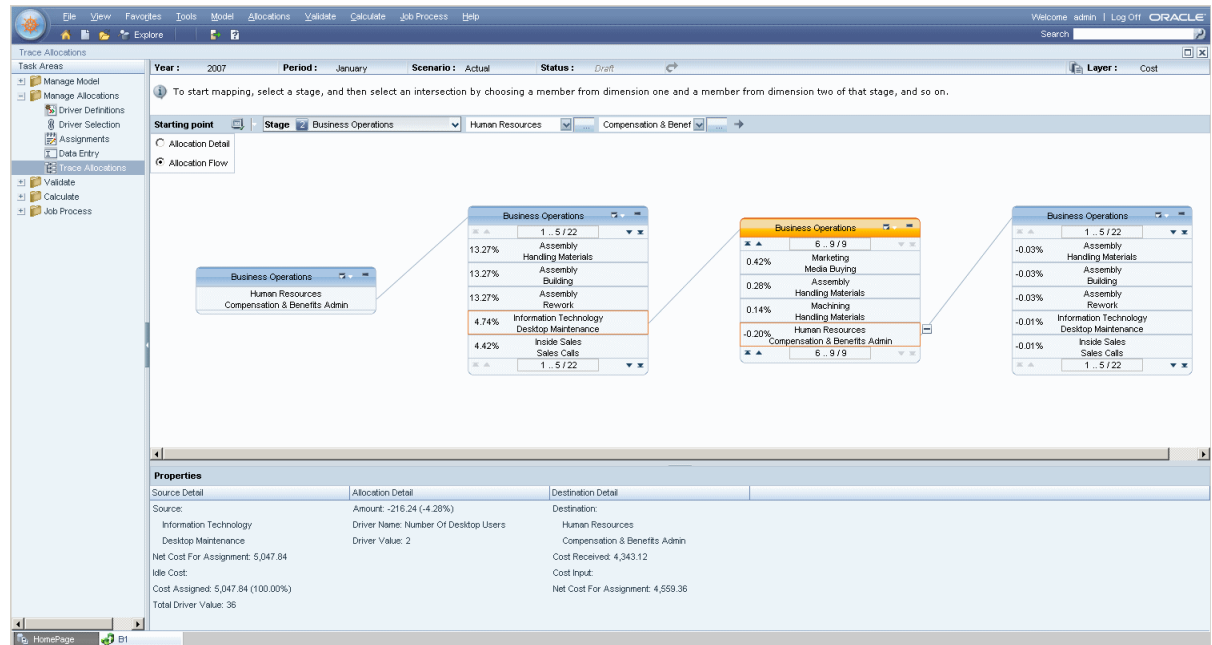 File View Favorites Tools Model Allocations Validate Calculate Job Process Help
Welcome admin | Log Off ORACLE
Explore
Search
Trace Allocations
Task Areas
Manage Model
Manage Allocations
Driver Definitions
Driver Selection
Assignments
Data Entry
Trace Allocations
Validate
Calculate
Job Process
Year : 2007 Period : January Scenario : Actual Status : Draft Layer : Cost
To start mapping, select a stage, and then select an intersection by choosing a member from dimension one and a member from dimension two of that stage, and so on.
Starting point Stage 2 Business Operations Human Resources ... Compensation & Benef ...
Allocation Detail
Allocation Flow
Business Operations
Human Resources
Compensation & Benefits Admin
Business Operations
1 .. 5 / 22
13.27% Assembly
Handling Materials
13.27% Assembly
Building
13.27% Assembly
Rework
4.74% Information Technology
Desktop Maintenance
4.42% Inside Sales
Sales Calls
1 .. 5 / 22
Business Operations
6 .. 9 / 9
0.42% Marketing
Media Buying
0.28% Assembly
Handling Materials
0.14% Machining
Handling Materials
-0.20% Human Resources
Compensation & Benefits Admin
6 .. 9 / 9
Business Operations
1 .. 5 / 22
-0.03% Assembly
Handling Materials
-0.03% Assembly
Building
-0.03% Assembly
Rework
-0.01% Information Technology
Desktop Maintenance
-0.01% Inside Sales
Sales Calls
1 .. 5 / 22
Properties
Source Detail Allocation Detail Destination Detail
Source: Amount: -216.24 (-4.28%) Destination:
Information Technology Driver Name: Number Of Desktop Users Human Resources
Desktop Maintenance Driver Value: 2 Compensation & Benefits Admin
Net Cost For Assignment: 5,047.84 Cost Received: 4,343.12
Idle Cost: Cost Input:
Cost Assigned: 5,047.84 (100.00%) Net Cost For Assignment: 4,559.36
Total Driver Value: 36
HomePage B1